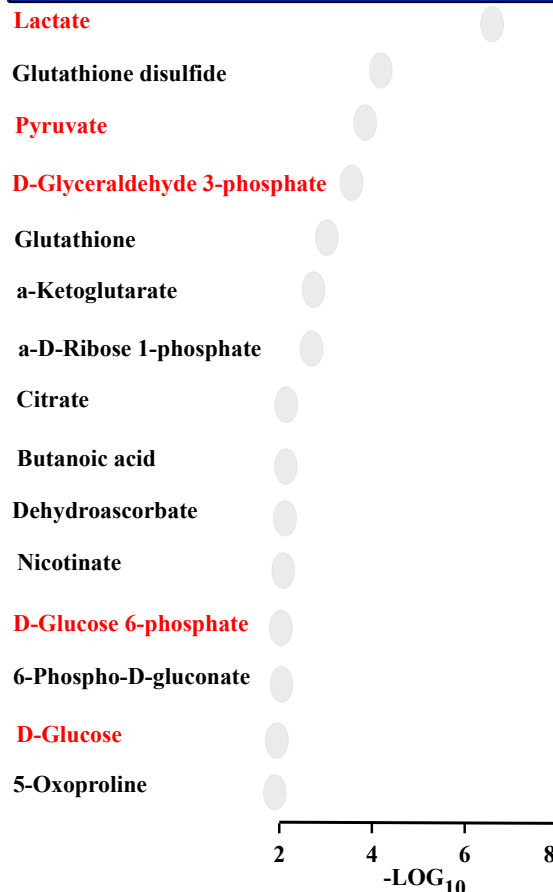 Lactate
Glutathione disulfide
Pyruvate
D-Glyceraldehyde 3-phosphate
Glutathione
a-Ketoglutarate
a-D-Ribose 1-phosphate
Citrate
Butanoic acid
Dehydroascorbate
Nicotinate
D-Glucose 6-phosphate
6-Phospho-D-gluconate
D-Glucose
5-Oxoproline
2 4 6 8
-LOG10